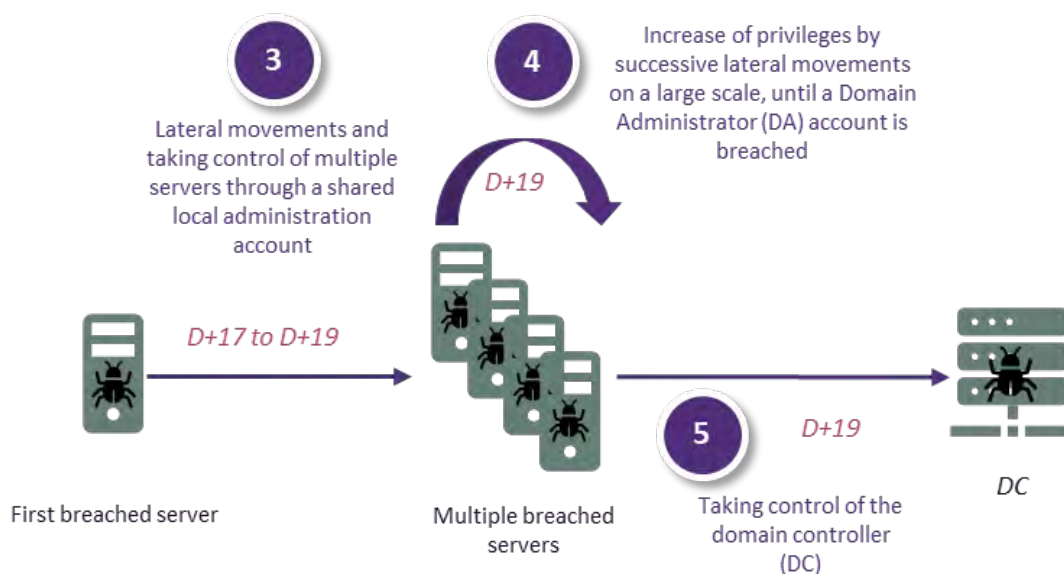 3
Lateral movements and
taking control of multiple
servers through a shared
local administration
account
4
Increase of privileges by
successive lateral movements
on a large scale, until a Domain
Administrator (DA) account is
breached
D+19
D+17 to D+19
First breached server
Multiple breached
servers
5
D+19
Taking control of the
domain controller
(DC)
DC